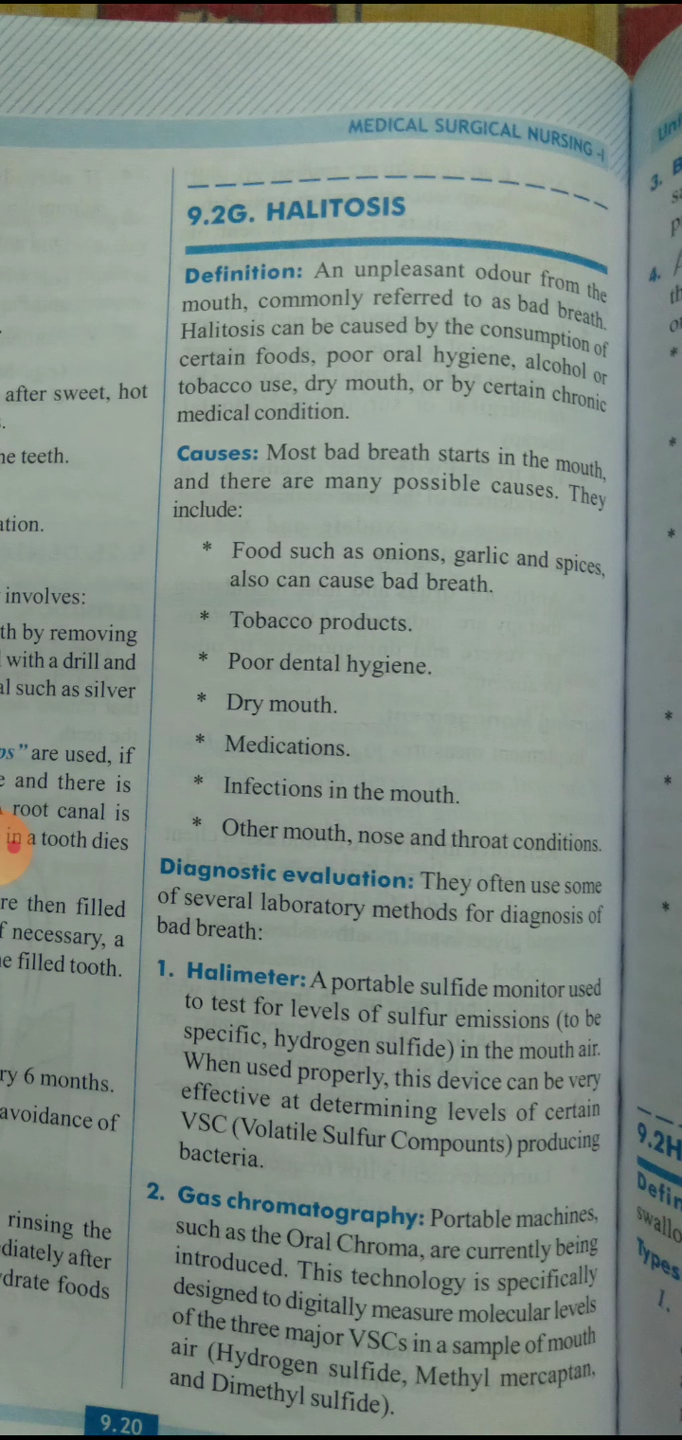 MEDICAL SURGICAL NURSING -I
after sweet, hot
teeth.
involves:
by removing
with a drill and
such as silver
are used, if
and there is
root canal is
in a tooth dies
then filled
necessary, a
filled tooth.
6 months.
avoidance of
rinsing the
after
foods
9.2G. HALITOSIS
Definition: An unpleasant odour from the
mouth, commonly referred to as bad breath.
Halitosis can be caused by the consumption of
certain foods, poor oral hygiene, alcohol or
tobacco use, dry mouth, or by certain chronic
medical condition.
Causes: Most bad breath starts in the mouth,
and there are many possible causes. They
include:
* Food such as onions, garlic and spices,
also can cause bad breath.
* Tobacco products.
* Poor dental hygiene.
* Dry mouth.
* Medications.
* Infections in the mouth.
* Other mouth, nose and throat conditions.
Diagnostic evaluation: They often use some
of several laboratory methods for diagnosis of
bad breath:
1. Halimeter: A portable sulfide monitor used
to test for levels of sulfur emissions (to be
specific, hydrogen sulfide) in the mouth air.
When used properly, this device can be very
effective at determining levels of certain
VSC (Volatile Sulfur Compounts) producing
bacteria.
2. Gas chromatography: Portable machines,
such as the Oral Chroma, are currently being
introduced. This technology is specifically
designed to digitally measure molecular levels
of the three major VSCs in a sample of mouth
air (Hydrogen sulfide, Methyl mercaptan,
and Dimethyl sulfide).
9.20
3.
4.
9.2H
Types
1.